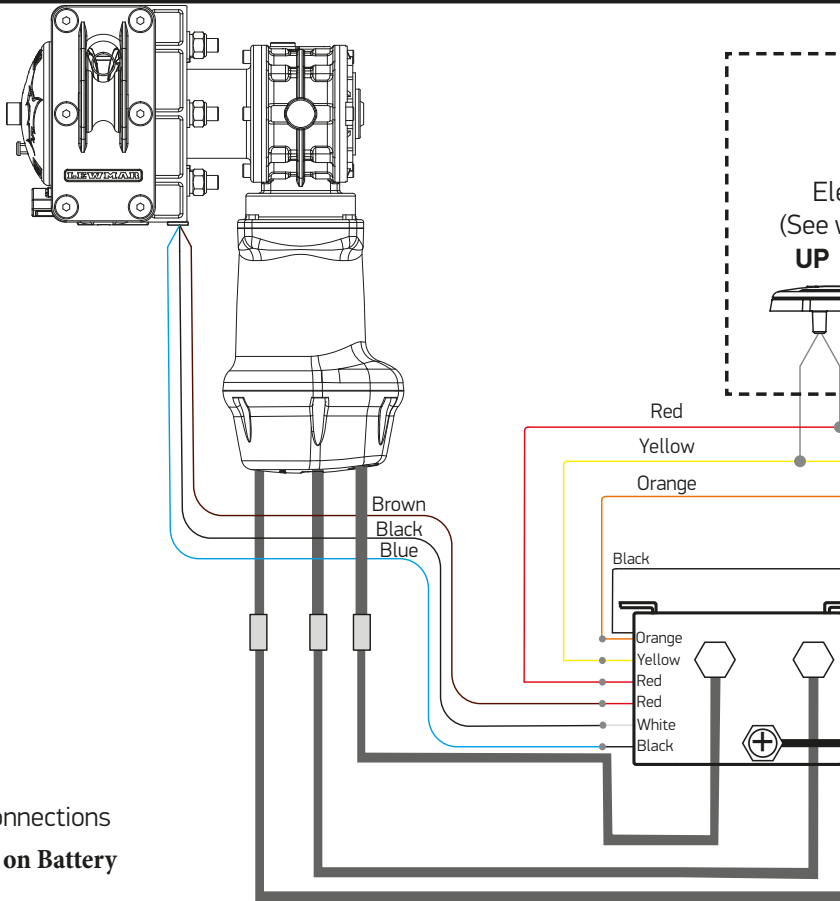 LEWMAR
Ele
(See w
UP
Red
Yellow
Orange
Brown
Black
Blue
Black
Orange
Yellow
Red
Red
White
Black
onnections
on Battery